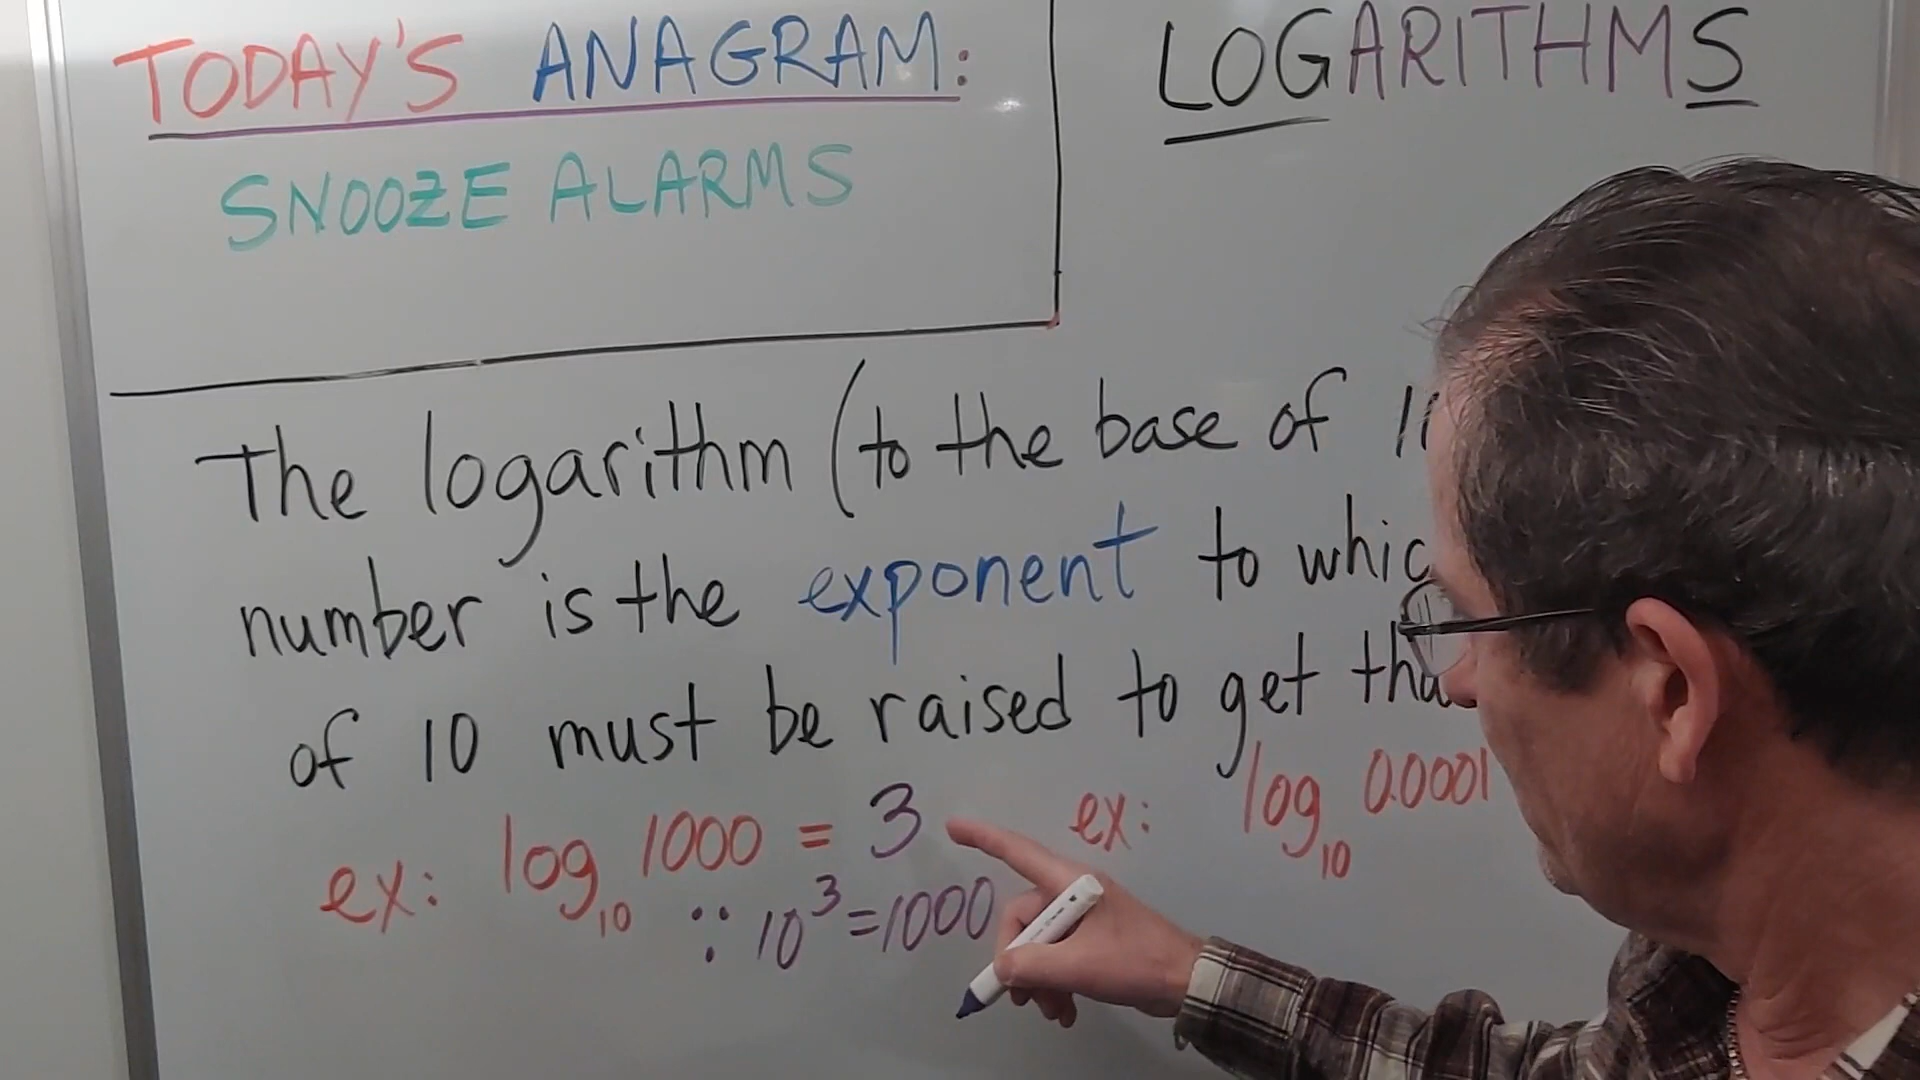 TODAY'S ANAGRAM:
SNOOZE ALARMS
LOGARITHMS
The logarithm (to the base of
number is the exponent to
of 10 must be raised to get
ex: log₁₀ 1000 = 3
∵ 10³ = 1000
ex: log₁₀ 0.0001